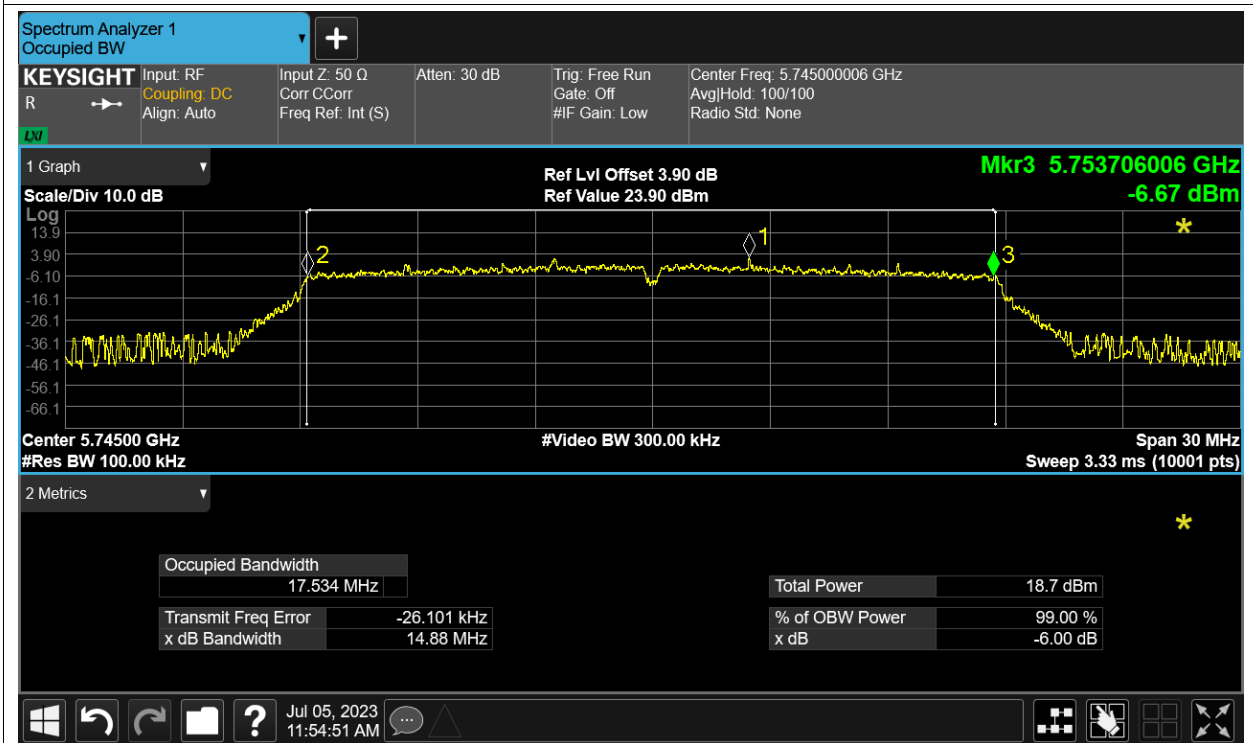 Spectrum Analyzer 1
Occupied BW
KEYSIGHT
R
LXI
Input: RF
Coupling: DC
Align: Auto
Input Z: 50 Ω
Corr CCorr
Freq Ref: Int (S)
Atten: 30 dB
Trig: Free Run
Gate: Off
#IF Gain: Low
Center Freq: 5.745000006 GHz
Avg|Hold: 100/100
Radio Std: None
1 Graph
Scale/Div 10.0 dB
Ref Lvl Offset 3.90 dB
Ref Value 23.90 dBm
Mkr3 5.753706006 GHz
-6.67 dBm
Log
13.9
3.90
-6.10
-16.1
-26.1
-36.1
-46.1
-56.1
-66.1
2
1
3
*
Center 5.74500 GHz
#Video BW 300.00 kHz
Span 30 MHz
#Res BW 100.00 kHz
Sweep 3.33 ms (10001 pts)
2 Metrics
*
Occupied Bandwidth
17.534 MHz
Total Power 18.7 dBm
Transmit Freq Error -26.101 kHz
% of OBW Power 99.00 %
x dB Bandwidth 14.88 MHz
x dB -6.00 dB
?
Jul 05, 2023
11:54:51 AM